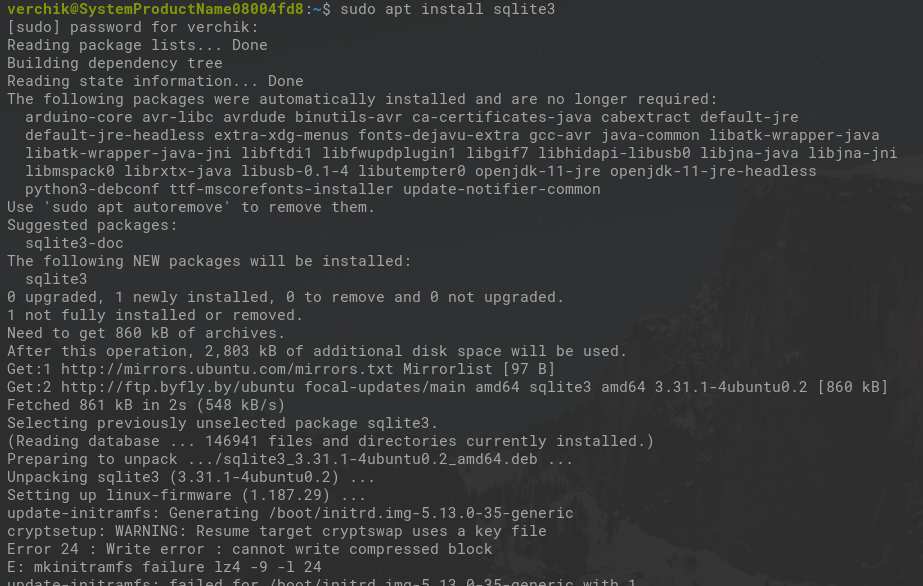 verchik@SystemProductName08004fd8:~$ sudo apt install sqlite3
[sudo] password for verchik:
Reading package lists... Done
Building dependency tree
Reading state information... Done
The following packages were automatically installed and are no longer required:
  arduino-core avr-libc avrdude binutils-avr ca-certificates-java cabextract default-jre
  default-jre-headless extra-xdg-menus fonts-dejavu-extra gcc-avr java-common libatk-wrapper-java
  libatk-wrapper-java-jni libftdi1 libfwupdplugin1 libgif7 libhidapi-libusb0 libjna-java libjna-jni
  libmspack0 librxtx-java libusb-0.1-4 libutempter0 openjdk-11-jre openjdk-11-jre-headless
  python3-debconf ttf-mscorefonts-installer update-notifier-common
Use 'sudo apt autoremove' to remove them.
Suggested packages:
  sqlite3-doc
The following NEW packages will be installed:
  sqlite3
0 upgraded, 1 newly installed, 0 to remove and 0 not upgraded.
1 not fully installed or removed.
Need to get 860 kB of archives.
After this operation, 2,803 kB of additional disk space will be used.
Get:1 http://mirrors.ubuntu.com/mirrors.txt Mirrorlist [97 B]
Get:2 http://ftp.byfly.by/ubuntu focal-updates/main amd64 sqlite3 amd64 3.31.1-4ubuntu0.2 [860 kB]
Fetched 861 kB in 2s (548 kB/s)
Selecting previously unselected package sqlite3.
(Reading database ... 146941 files and directories currently installed.)
Preparing to unpack .../sqlite3_3.31.1-4ubuntu0.2_amd64.deb ...
Unpacking sqlite3 (3.31.1-4ubuntu0.2) ...
Setting up linux-firmware (1.187.29) ...
update-initramfs: Generating /boot/initrd.img-5.13.0-35-generic
cryptsetup: WARNING: Resume target cryptswap uses a key file
Error 24 : Write error : cannot write compressed block
E: mkinitramfs failure lz4 -9 -l 24
update-initramfs: failed for /boot/initrd.img-5.13.0-35-generic with 1.